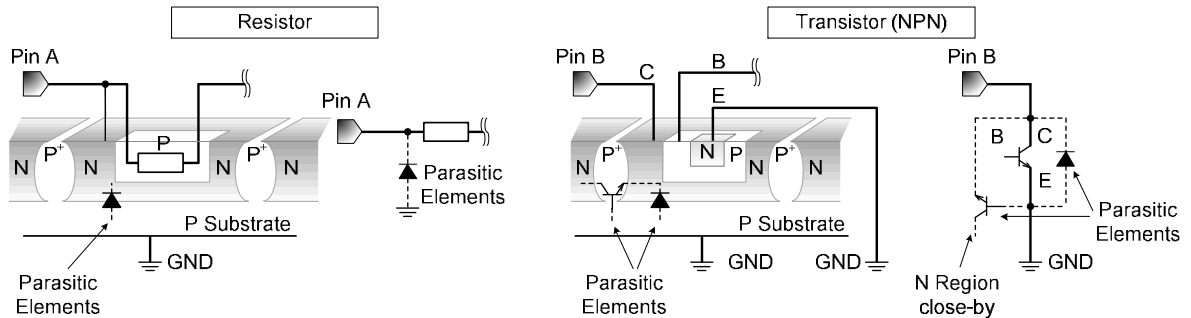 Resistor
Pin A
P
N
P+
N
N
P+
N
P Substrate
GND
Parasitic
Elements
Pin A
Parasitic
Elements
Transistor (NPN)
Pin B
C
B
E
N
P+
N
N
P
P+
N
P Substrate
GND
GND
Parasitic
Elements
Pin B
B
C
E
GND
Parasitic
Elements
N Region
close-by